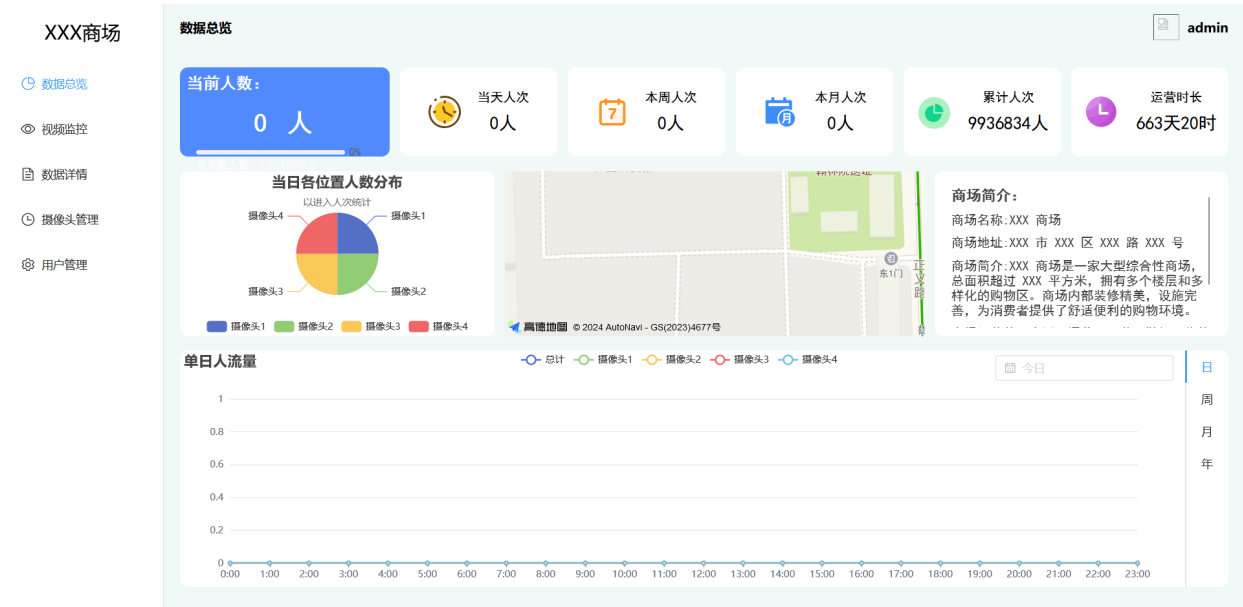 XXX商场
数据总览
视频监控
数据详情
摄像头管理
用户管理
数据总览
admin
当前人数：
0 人
0%
当天人次
0人
本周人次
7
0人
本月人次
月
0人
累计人次
9936834人
运营时长
663天20时
当日各位置人数分布
以进入人次统计
摄像头4
摄像头1
摄像头3
摄像头2
摄像头1 摄像头2 摄像头3 摄像头4
东1门
正义路
高德地图 © 2024 AutoNavi - GS(2023)4677号
商场简介：
商场名称:XXX 商场
商场地址:XXX 市 XXX 区 XXX 路 XXX 号
商场简介:XXX 商场是一家大型综合性商场，
总面积超过 XXX 平方米，拥有多个楼层和多
样化的购物区。商场内部装修精美，设施完
善，为消费者提供了舒适便利的购物环境。
单日人流量
总计 摄像头1 摄像头2 摄像头3 摄像头4
今日
日
周
月
年
1
0.8
0.6
0.4
0.2
0
0:00 1:00 2:00 3:00 4:00 5:00 6:00 7:00 8:00 9:00 10:00 11:00 12:00 13:00 14:00 15:00 16:00 17:00 18:00 19:00 20:00 21:00 22:00 23:00